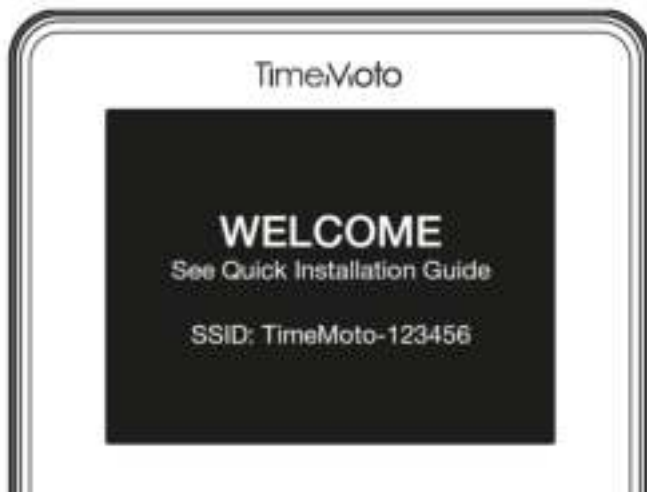 TimeMoto
WELCOME
See Quick Installation Guide
SSID: TimeMoto-123456